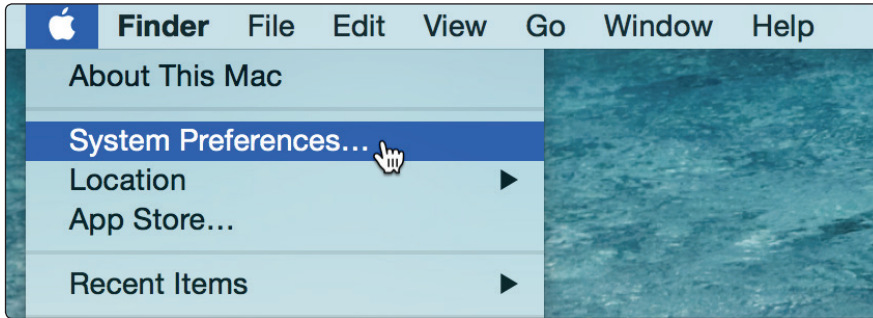 Finder File Edit View Go Window Help
About This Mac
System Preferences...
Location
App Store...
Recent Items